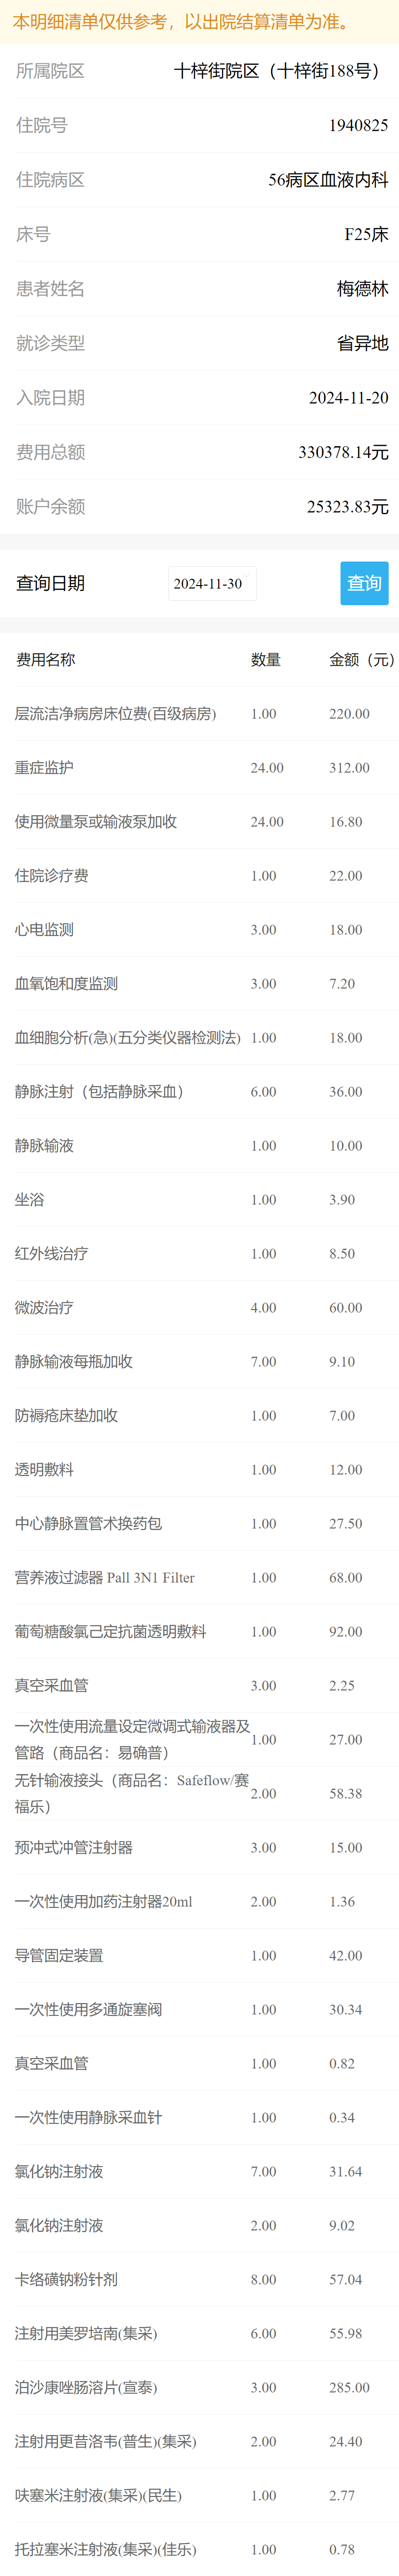 本明细清单仅供参考，以出院结算清单为准。
所属院区 十梓街院区（十梓街188号）
住院号 1940825
住院病区 56病区血液内科
床号 F25床
患者姓名 梅德林
就诊类型 省异地
入院日期 2024-11-20
费用总额 330378.14元
账户余额 25323.83元
查询日期 2024-11-30 查询
费用名称 数量 金额（元）
层流洁净病房床位费(百级病房) 1.00 220.00
重症监护 24.00 312.00
使用微量泵或输液泵加收 24.00 16.80
住院诊疗费 1.00 22.00
心电监测 3.00 18.00
血氧饱和度监测 3.00 7.20
血细胞分析(急)(五分类仪器检测法) 1.00 18.00
静脉注射（包括静脉采血） 6.00 36.00
静脉输液 1.00 10.00
坐浴 1.00 3.90
红外线治疗 1.00 8.50
微波治疗 4.00 60.00
静脉输液每瓶加收 7.00 9.10
防褥疮床垫加收 1.00 7.00
透明敷料 1.00 12.00
中心静脉置管术换药包 1.00 27.50
营养液过滤器 Pall 3N1 Filter 1.00 68.00
葡萄糖酸氯己定抗菌透明敷料 1.00 92.00
真空采血管 3.00 2.25
一次性使用流量设定微调式输液器及
管路（商品名：易确普） 1.00 27.00
无针输液接头（商品名：Safeflow/赛
福乐） 2.00 58.38
预冲式冲管注射器 3.00 15.00
一次性使用加药注射器20ml 2.00 1.36
导管固定装置 1.00 42.00
一次性使用多通旋塞阀 1.00 30.34
真空采血管 1.00 0.82
一次性使用静脉采血针 1.00 0.34
氯化钠注射液 7.00 31.64
氯化钠注射液 2.00 9.02
卡络磺钠粉针剂 8.00 57.04
注射用美罗培南(集采) 6.00 55.98
泊沙康唑肠溶片(宣泰) 3.00 285.00
注射用更昔洛韦(普生)(集采) 2.00 24.40
呋塞米注射液(集采)(民生) 1.00 2.77
托拉塞米注射液(集采)(佳乐) 1.00 0.78